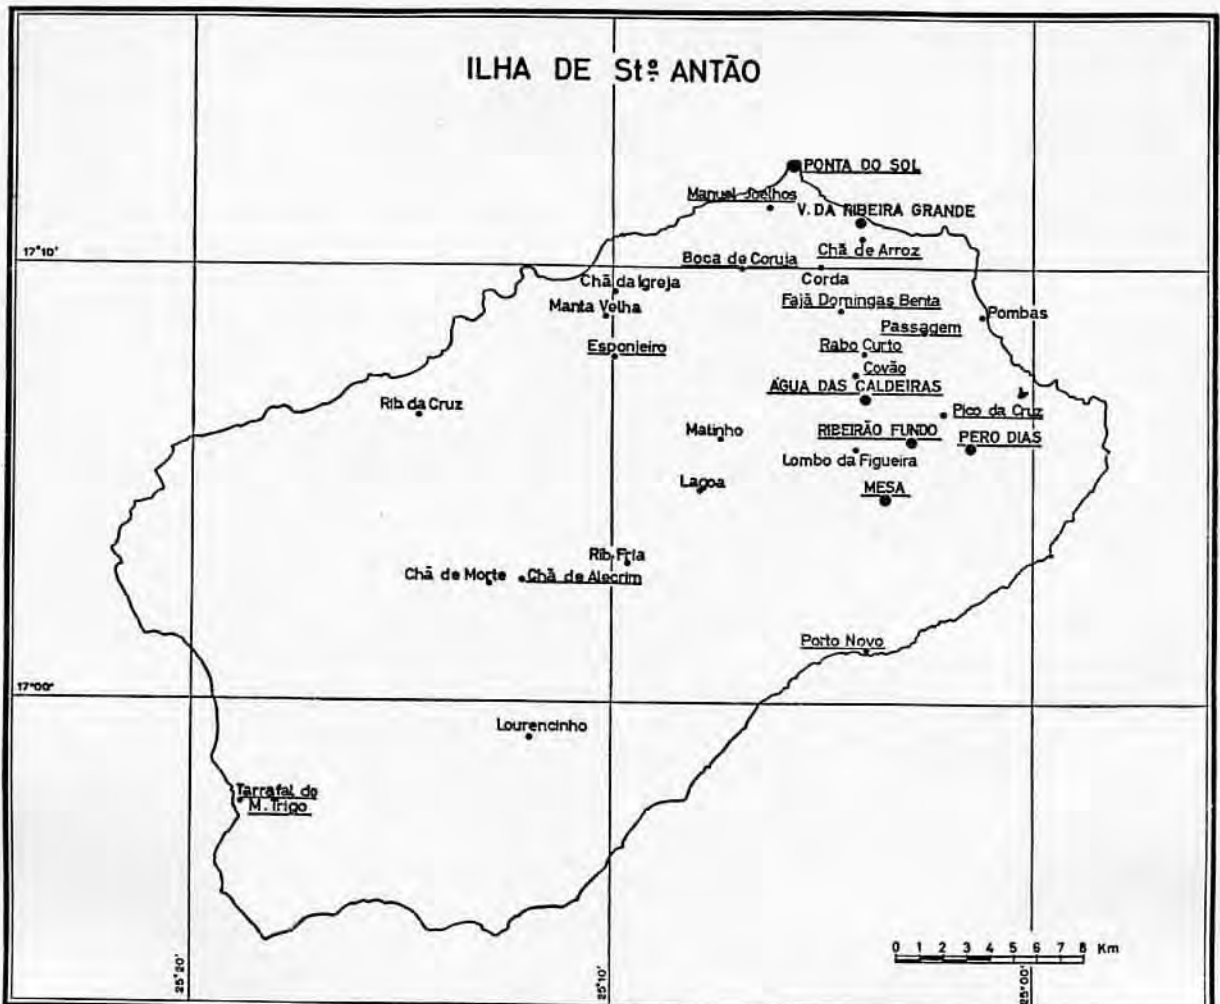 ILHA DE Stº ANTÃO
PONTA DO SOL
Manuel Joelhos
V. DA RIBEIRA GRANDE
17°10'
Chã de Arroz
Boca de Coruja
Corda
Chã da Igreja
Fajã Domingas Benta
Manta Velha
Pombas
Passagem
Esponjeiro
Rabo Curto
Covão
ÁGUA DAS CALDEIRAS
Rib. da Cruz
Pico da Cruz
Matinho
RIBEIRÃO FUNDO
PERO DIAS
Lombo da Figueira
Lagoa
MESA
Rib. Fria
Chã de Morte
Chã de Alecrim
Porto Novo
17°00'
Lourencinho
Tarrafal do
M. Trigo
0 1 2 3 4 5 6 7 8 Km
25°20'
25°10'
25°00'